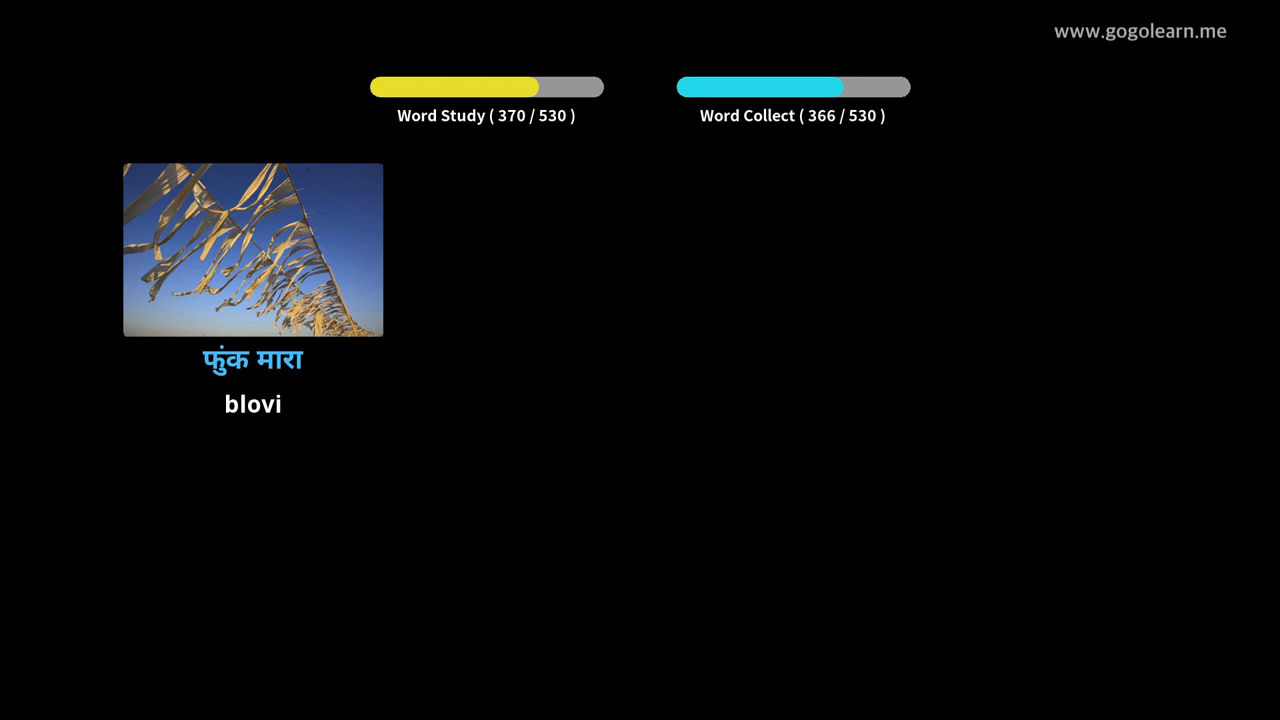 www.gogolearn.me
Word Study ( 370 / 530 )
Word Collect ( 366 / 530 )
फुंक मारा
blovi